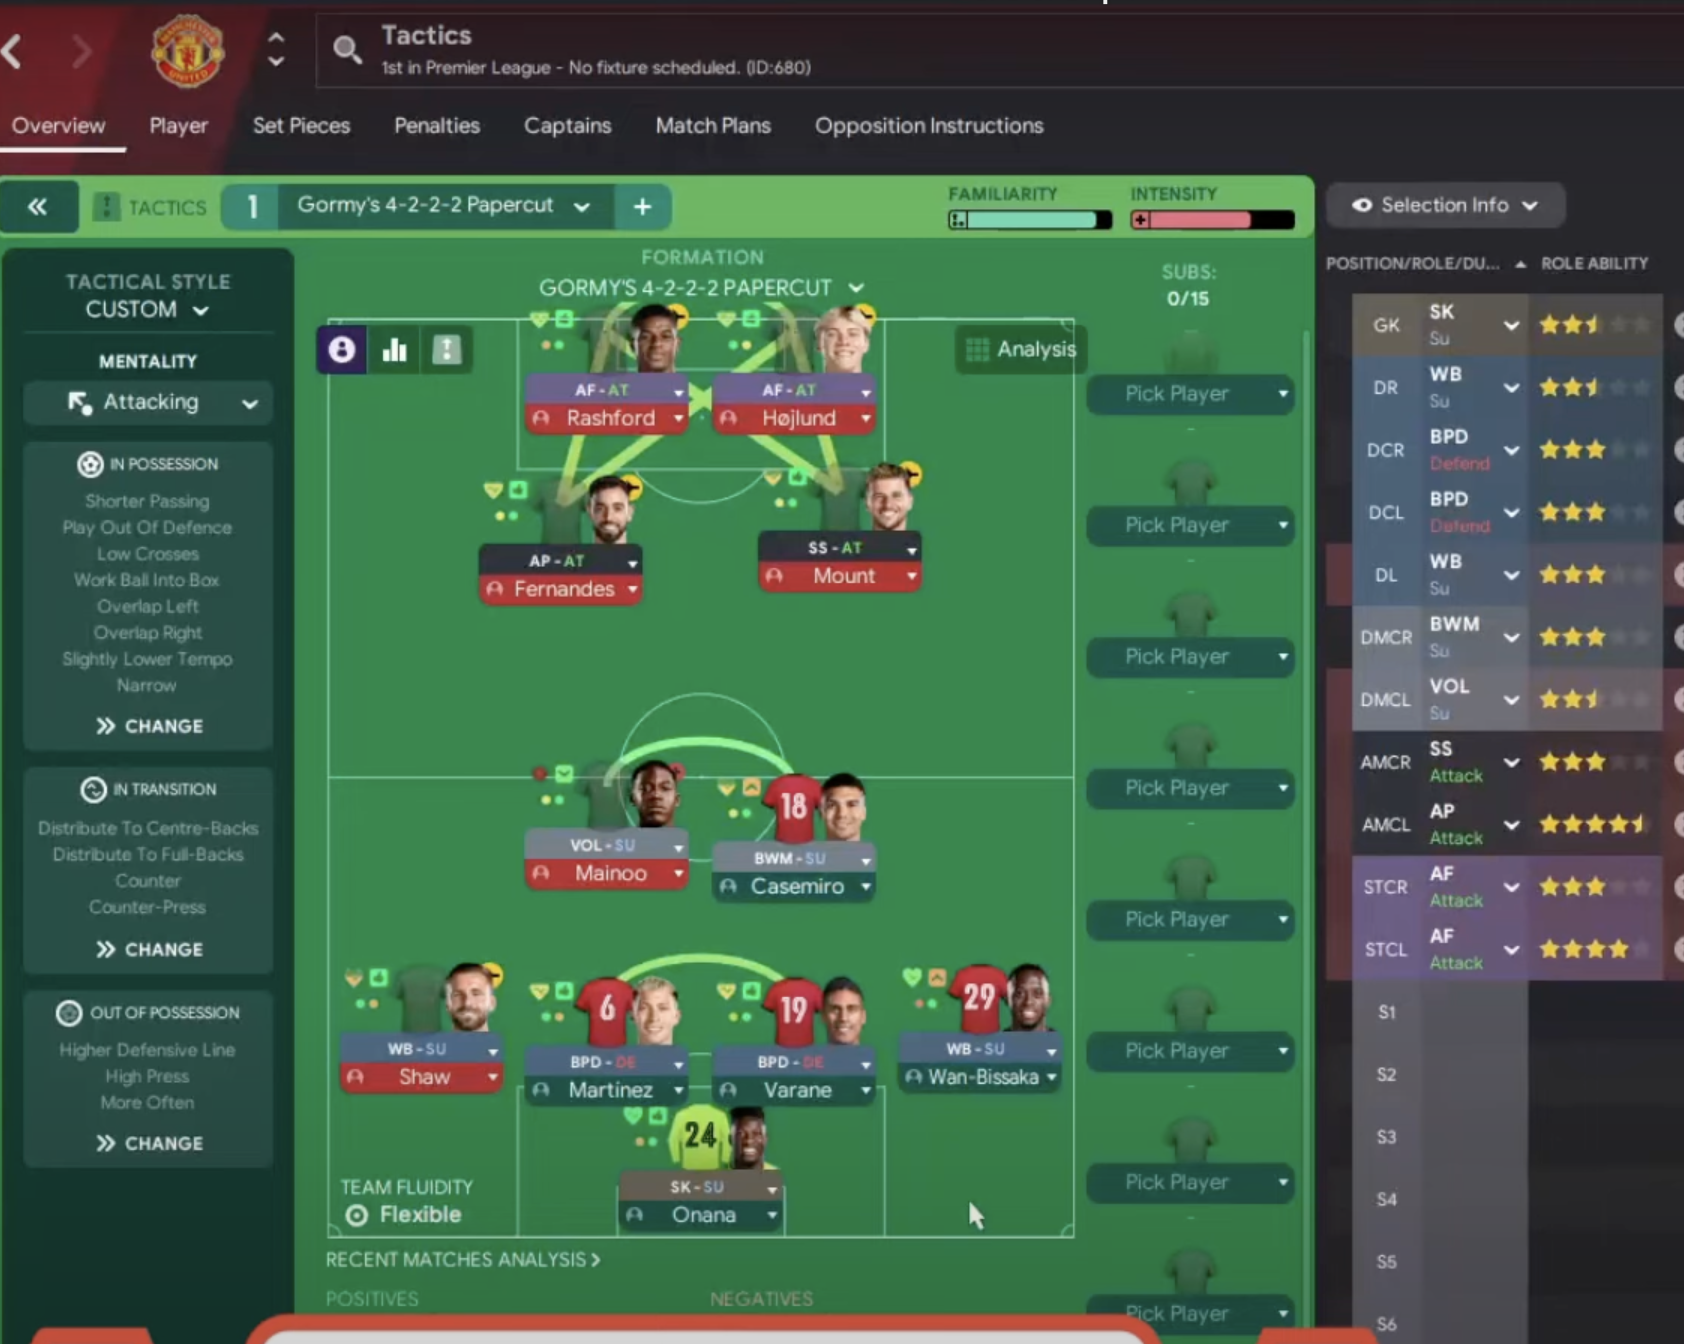 Tactics
1st in Premier League - No fixture scheduled. (ID:680)
Overview Player Set Pieces Penalties Captains Match Plans Opposition Instructions
TACTICS 1 Gormy's 4-2-2-2 Papercut +
FAMILIARITY
INTENSITY
Selection Info
TACTICAL STYLE
CUSTOM
MENTALITY
Attacking
IN POSSESSION
Shorter Passing
Play Out Of Defence
Low Crosses
Work Ball Into Box
Overlap Left
Overlap Right
Slightly Lower Tempo
Narrow
CHANGE
IN TRANSITION
Distribute To Centre-Backs
Distribute To Full-Backs
Counter
Counter-Press
CHANGE
OUT OF POSSESSION
Higher Defensive Line
High Press
More Often
CHANGE
FORMATION
GORMY'S 4-2-2-2 PAPERCUT
Analysis
AF - AT
Rashford
AF - AT
Højlund
AP - AT
Fernandes
SS - AT
Mount
VOL - SU
Mainoo
18
BWM - SU
Casemiro
WB - SU
Shaw
6
BPD - DE
Martínez
19
BPD - DE
Varane
29
WB - SU
Wan-Bissaka
24
SK - SU
Onana
TEAM FLUIDITY
Flexible
RECENT MATCHES ANALYSIS
POSITIVES
NEGATIVES
SUBS:
0/15
Pick Player
Pick Player
Pick Player
Pick Player
Pick Player
Pick Player
Pick Player
Pick Player
POSITION/ROLE/DU... ROLE ABILITY
GK SK
Su
DR WB
Su
DCR BPD
Defend
DCL BPD
Defend
DL WB
Su
DMCR BWM
Su
DMCL VOL
Su
AMCR SS
Attack
AMCL AP
Attack
STCR AF
Attack
STCL AF
Attack
S1
S2
S3
S4
S5
S6